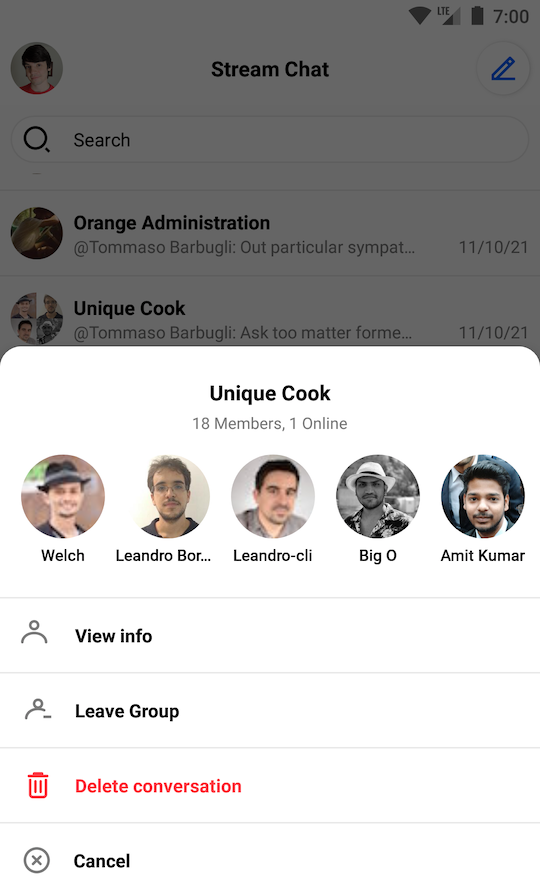 LTE 7:00
Stream Chat
Search
Orange Administration
@Tommaso Barbugli: Out particular sympat... 11/10/21
Unique Cook
@Tommaso Barbugli: Ask too matter forme... 11/10/21
Unique Cook
18 Members, 1 Online
Welch Leandro Bor... Leandro-cli Big O Amit Kumar
View info
Leave Group
Delete conversation
Cancel